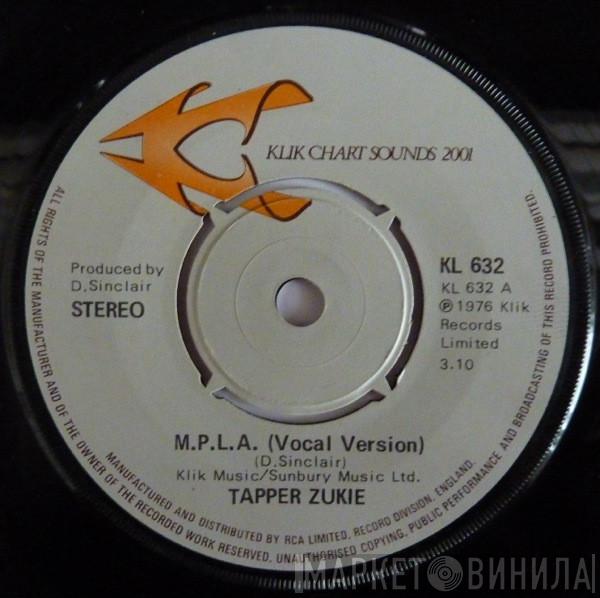 KLIK CHART SOUNDS 2001
Produced by
D.Sinclair
STEREO
KL 632
KL 632 A
℗ 1976 Klik
Records
Limited
3.10
M.P.L.A. (Vocal Version)
(D.Sinclair)
Klik Music/Sunbury Music Ltd.
TAPPER ZUKIE
ALL RIGHTS OF THE MANUFACTURER AND OF THE OWNER OF THE RECORDED WORK RESERVED. UNAUTHORISED COPYING, PUBLIC PERFORMANCE AND BROADCASTING OF THIS RECORD PROHIBITED.
MANUFACTURED AND DISTRIBUTED BY RCA LIMITED, RECORD DIVISION, ENGLAND.
МАРКЕТ ВИНИЛА